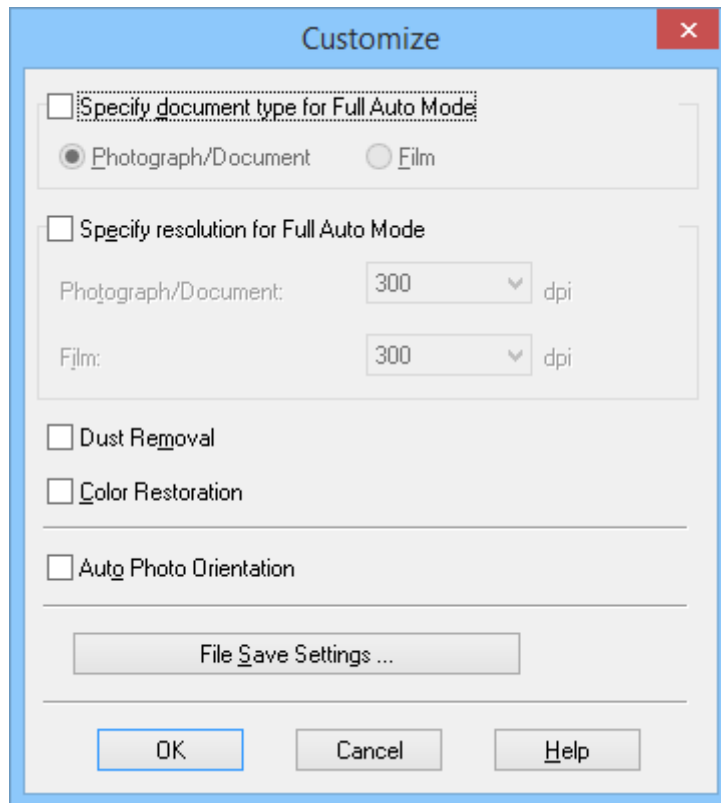 Customize
Specify document type for Full Auto Mode
Photograph/Document Film
Specify resolution for Full Auto Mode
Photograph/Document: 300 dpi
Film: 300 dpi
Dust Removal
Color Restoration
Auto Photo Orientation
File Save Settings ...
OK Cancel Help